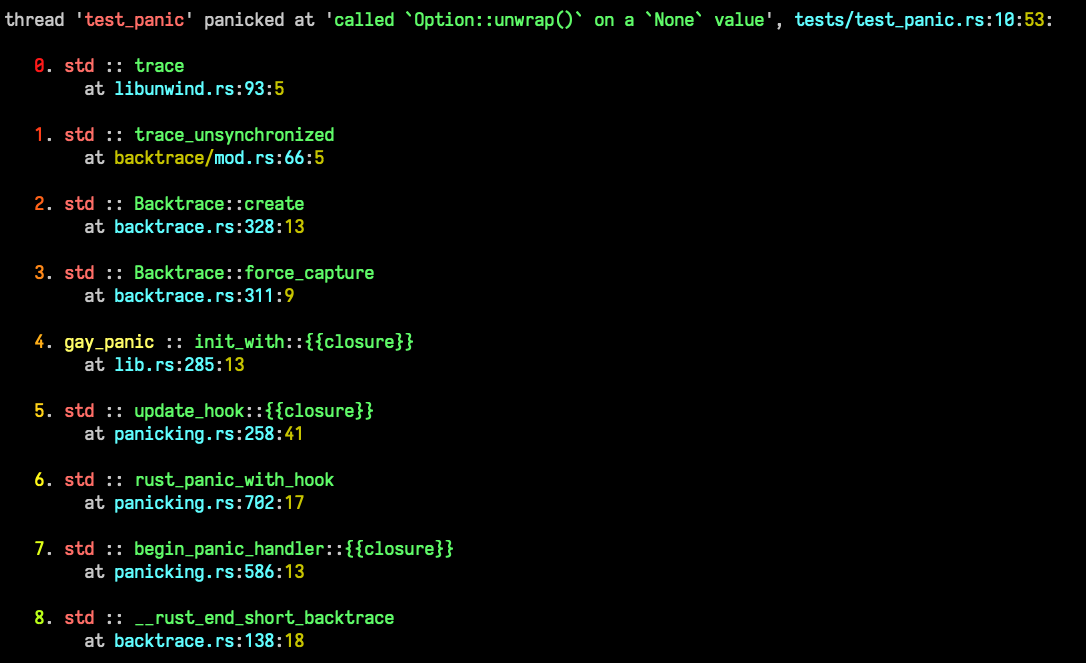 thread 'test_panic' panicked at 'called `Option::unwrap()` on a `None` value', tests/test_panic.rs:10:53:
0. std :: trace
at libunwind.rs:93:5
1. std :: trace_unsynchronized
at backtrace/mod.rs:66:5
2. std :: Backtrace::create
at backtrace.rs:328:13
3. std :: Backtrace::force_capture
at backtrace.rs:311:9
4. gay_panic :: init_with::{{closure}}
at lib.rs:285:13
5. std :: update_hook::{{closure}}
at panicking.rs:258:41
6. std :: rust_panic_with_hook
at panicking.rs:702:17
7. std :: begin_panic_handler::{{closure}}
at panicking.rs:586:13
8. std :: __rust_end_short_backtrace
at backtrace.rs:138:18